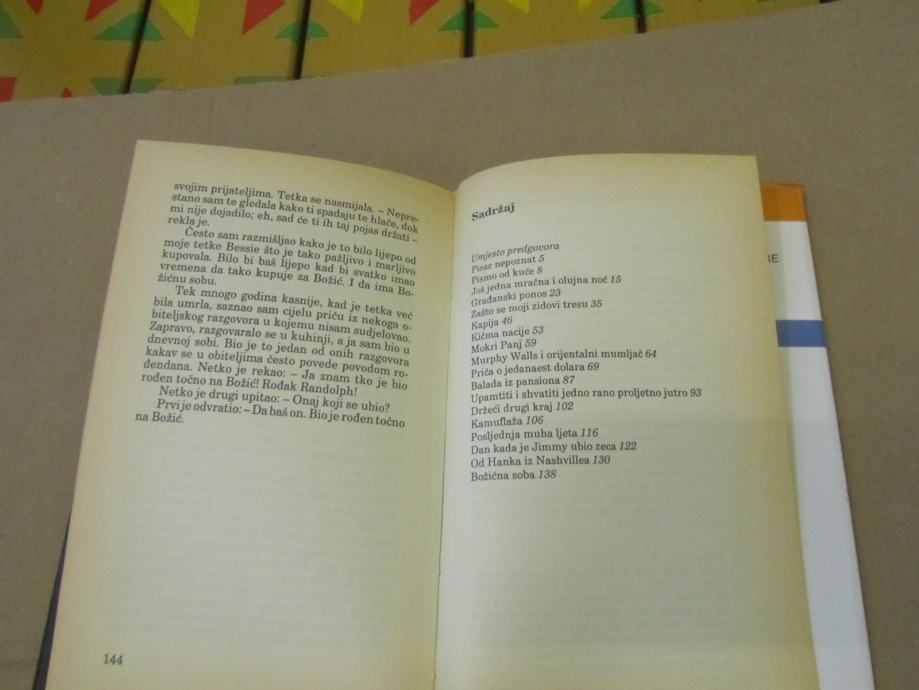 svojim prijateljima. Tetka se nasmijala. – Nepre-
stano sam te gledala kako ti spadaju te hlače, dok
mi nije dojadilo; eh, sad će ti ih taj pojas držati –
rekla je.
Često sam razmišljao kako je to bilo lijepo od
moje tetke Bessie što je tako pažljivo i marljivo
kupovala. Bilo bi baš lijepo kad bi svatko imao
vremena da tako kupuje za Božić. I da ima Bo-
žićnu sobu.
Tek mnogo godina kasnije, kad je tetka već
bila umrla, saznao sam cijelu priču iz nekoga o-
biteljskog razgovora u kojemu nisam sudjelovao.
Zapravo, razgovaralo se u kuhinji, a ja sam bio u
dnevnoj sobi. Bio je to jedan od onih razgovora
kakav se u obiteljima često povede povodom ro-
đendana. Netko je rekao: – Ja znam tko je bio
rođen točno na Božić! Rođak Randolph!
Netko je drugi upitao: – Onaj koji se ubio?
Prvi je odvratio: – Da baš on. Bio je rođen točno
na Božić.
144
Sadržaj
Umjesto predgovora
Pisac nepoznat 5
Pismo od kuće 8
Još jedna mračna i olujna noć 15
Građanski ponos 23
Zašto se moji zidovi tresu 35
Kapija 46
Kičma nacije 53
Mokri Panj 59
Murphy Walls i orijentalni mumljač 64
Priča o jedanaest dolara 69
Balada iz pansiona 87
Upamtiti i shvatiti jedno rano proljetno jutro 93
Držeći drugi kraj 102
Kamuflaža 106
Posljednja muha ljeta 116
Dan kada je Jimmy ubio zeca 122
Od Hanka iz Nashvillea 130
Božićna soba 138
NE